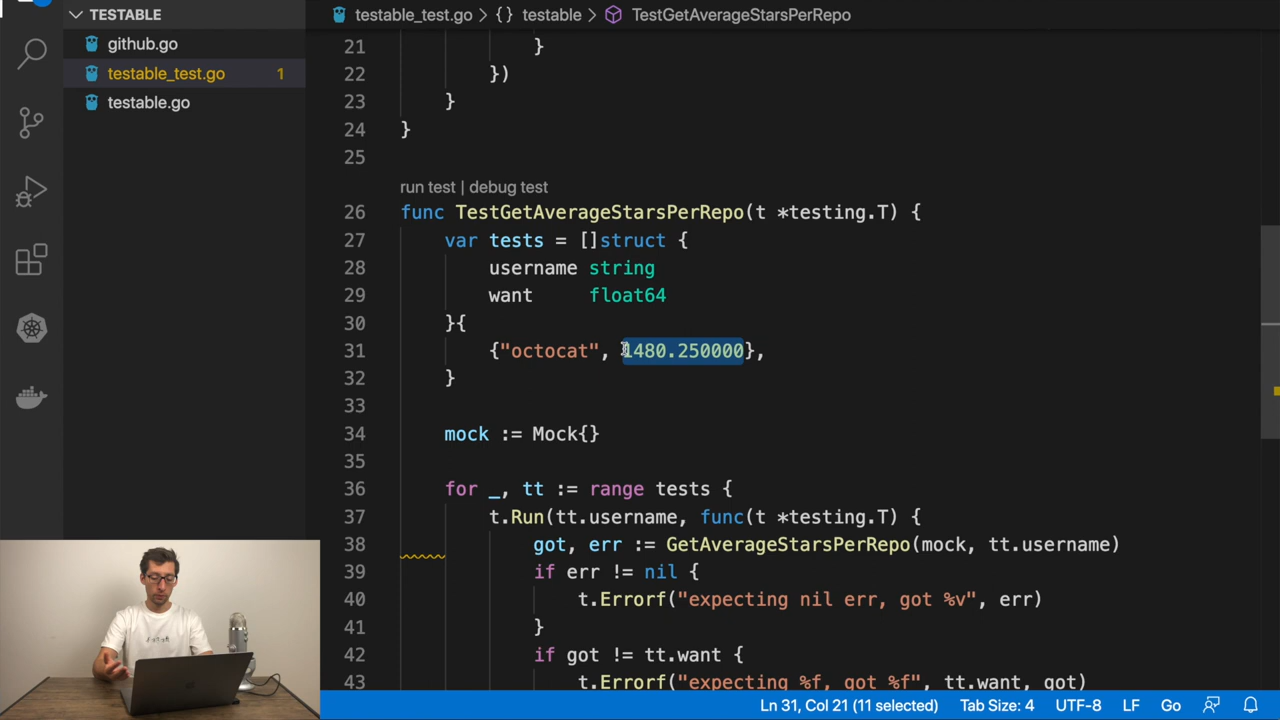 TESTABLE
github.go
testable_test.go 1
testable.go
testable_test.go > {} testable > TestGetAverageStarsPerRepo
21 }
22 })
23 }
24 }
25
run test | debug test
26 func TestGetAverageStarsPerRepo(t *testing.T) {
27 var tests = []struct {
28 username string
29 want float64
30 }{
31 {"octocat", 1480.250000},
32 }
33
34 mock := Mock{}
35
36 for _, tt := range tests {
37 t.Run(tt.username, func(t *testing.T) {
38 got, err := GetAverageStarsPerRepo(mock, tt.username)
39 if err != nil {
40 t.Errorf("expecting nil err, got %v", err)
41 }
42 if got != tt.want {
43 t.Errorf("expecting %f, got %f", tt.want, got)
Ln 31, Col 21 (11 selected) Tab Size: 4 UTF-8 LF Go